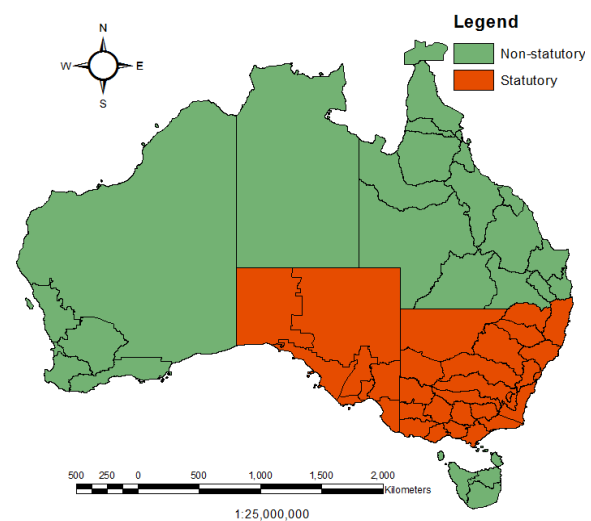 Legend
Non-statutory
Statutory
N
W E
S
500 250 0 500 1,000 1,500 2,000
Kilometers
1:25,000,000